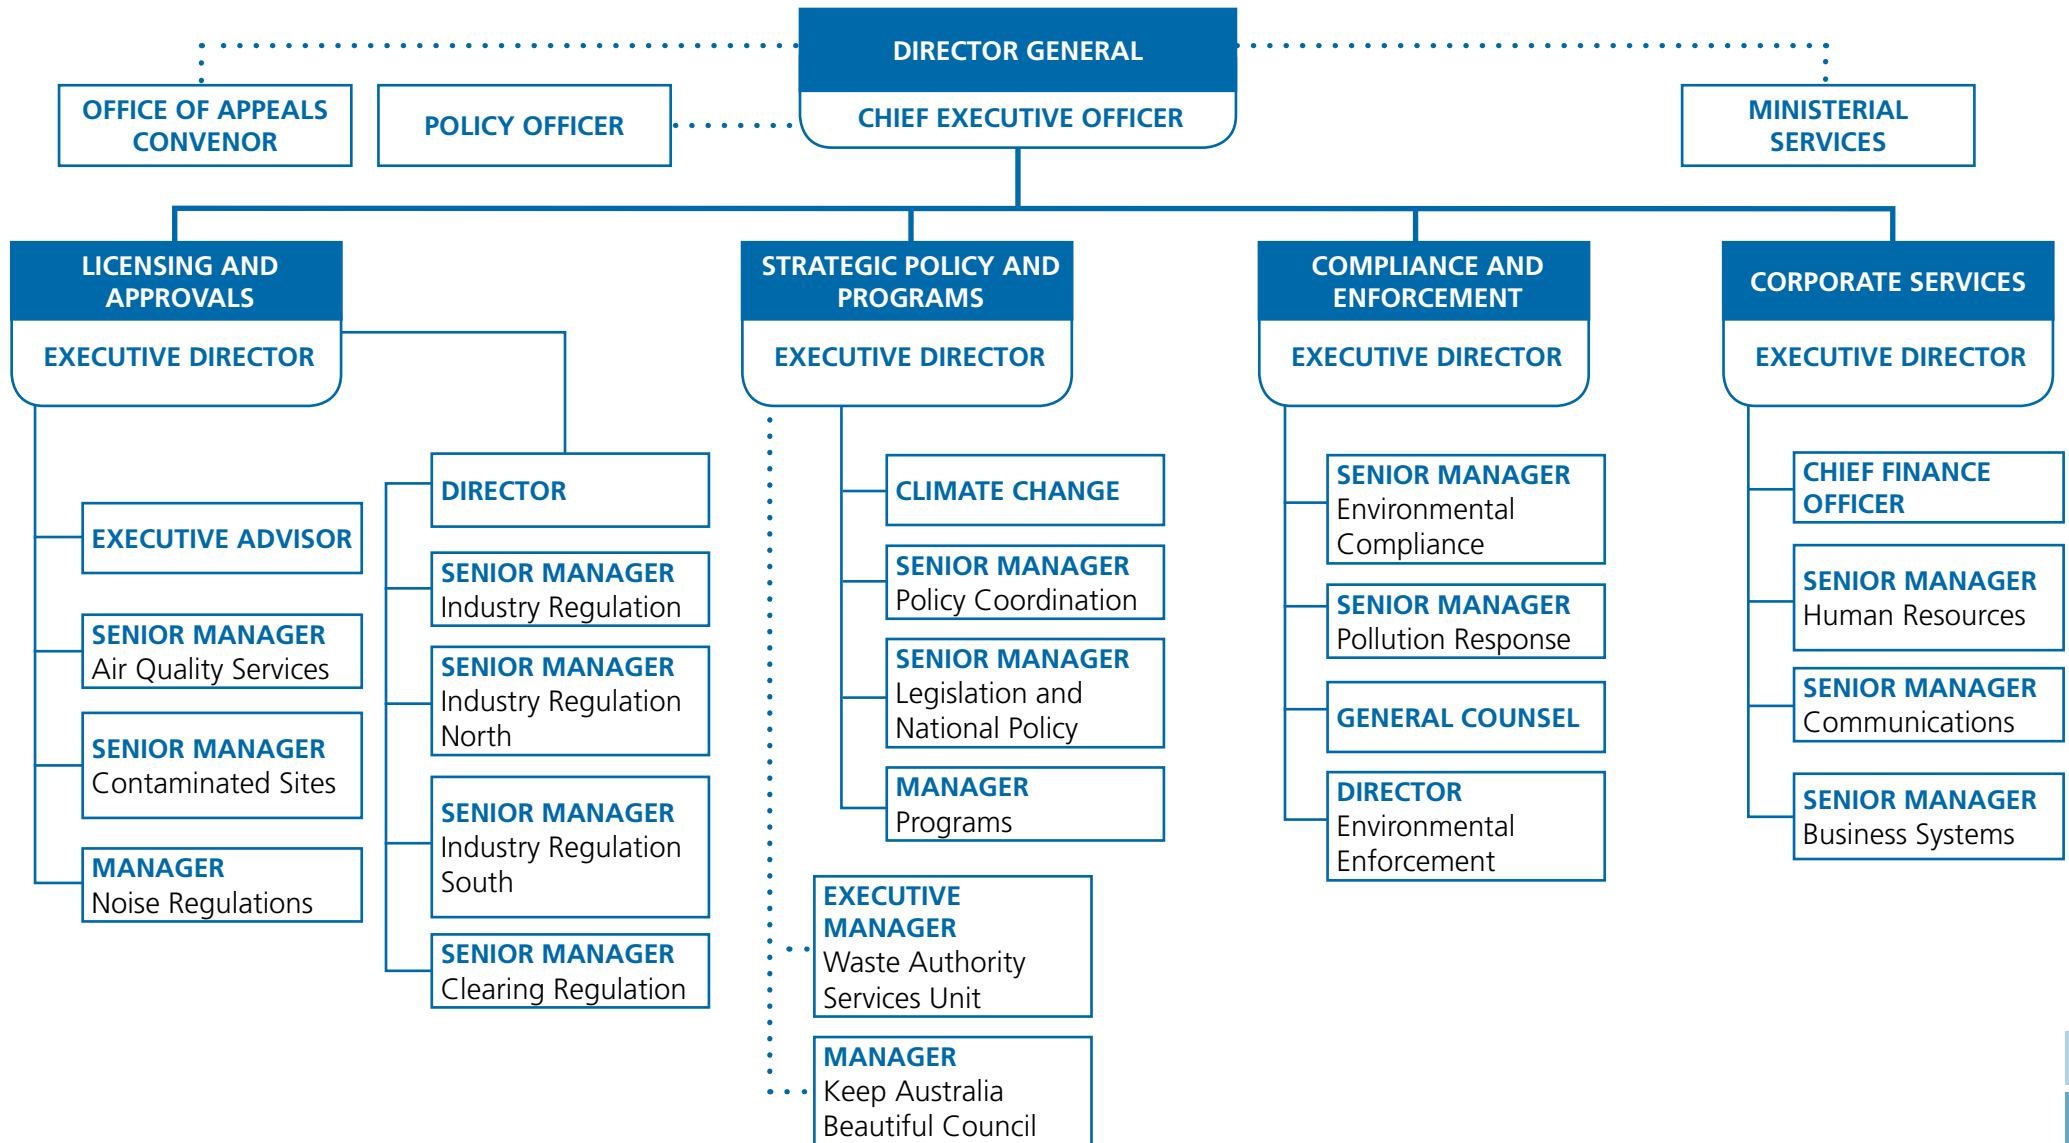 DIRECTOR GENERAL
CHIEF EXECUTIVE OFFICER
OFFICE OF APPEALS
CONVENOR
POLICY OFFICER
MINISTERIAL
SERVICES
LICENSING AND
APPROVALS
EXECUTIVE DIRECTOR
EXECUTIVE ADVISOR
SENIOR MANAGER
Air Quality Services
SENIOR MANAGER
Contaminated Sites
MANAGER
Noise Regulations
DIRECTOR
SENIOR MANAGER
Industry Regulation
SENIOR MANAGER
Industry Regulation
North
SENIOR MANAGER
Industry Regulation
South
SENIOR MANAGER
Clearing Regulation
STRATEGIC POLICY AND
PROGRAMS
EXECUTIVE DIRECTOR
CLIMATE CHANGE
SENIOR MANAGER
Policy Coordination
SENIOR MANAGER
Legislation and
National Policy
MANAGER
Programs
EXECUTIVE
MANAGER
Waste Authority
Services Unit
MANAGER
Keep Australia
Beautiful Council
COMPLIANCE AND
ENFORCEMENT
EXECUTIVE DIRECTOR
SENIOR MANAGER
Environmental
Compliance
SENIOR MANAGER
Pollution Response
GENERAL COUNSEL
DIRECTOR
Environmental
Enforcement
CORPORATE SERVICES
EXECUTIVE DIRECTOR
CHIEF FINANCE
OFFICER
SENIOR MANAGER
Human Resources
SENIOR MANAGER
Communications
SENIOR MANAGER
Business Systems